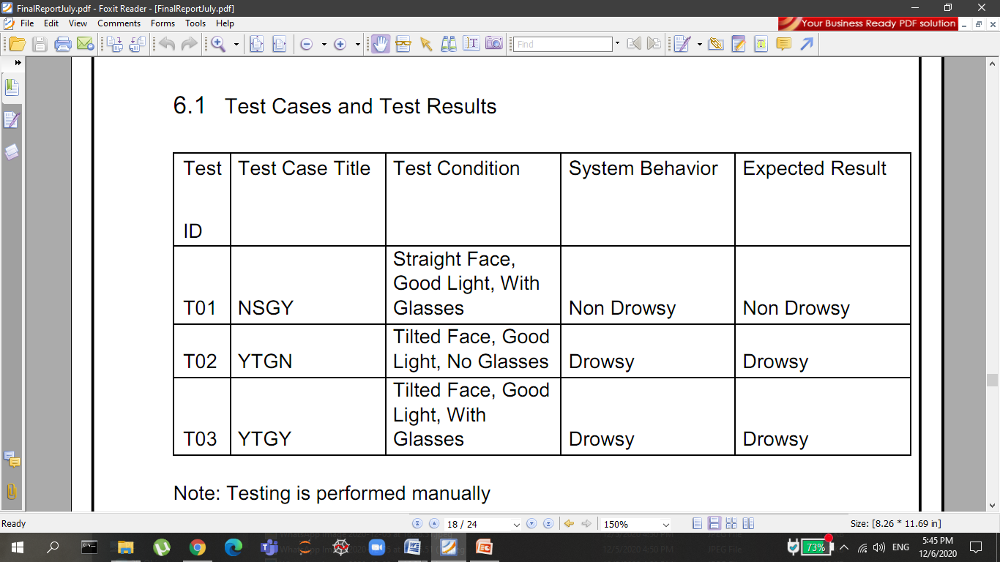 FinalReportJuly.pdf - Foxit Reader - [FinalReportJuly.pdf]
File Edit View Comments Forms Tools Help
Your Business Ready PDF solution
Find
6.1 Test Cases and Test Results
Test ID
Test Case Title
Test Condition
System Behavior
Expected Result
T01
NSGY
Straight Face,
Good Light, With
Glasses
Non Drowsy
Non Drowsy
T02
YTGN
Tilted Face, Good
Light, No Glasses
Drowsy
Drowsy
T03
YTGY
Tilted Face, Good
Light, With
Glasses
Drowsy
Drowsy
Note: Testing is performed manually
Ready
18 / 24
150%
Size: [8.26 * 11.69 in]
73%
ENG
5:45 PM
12/6/2020